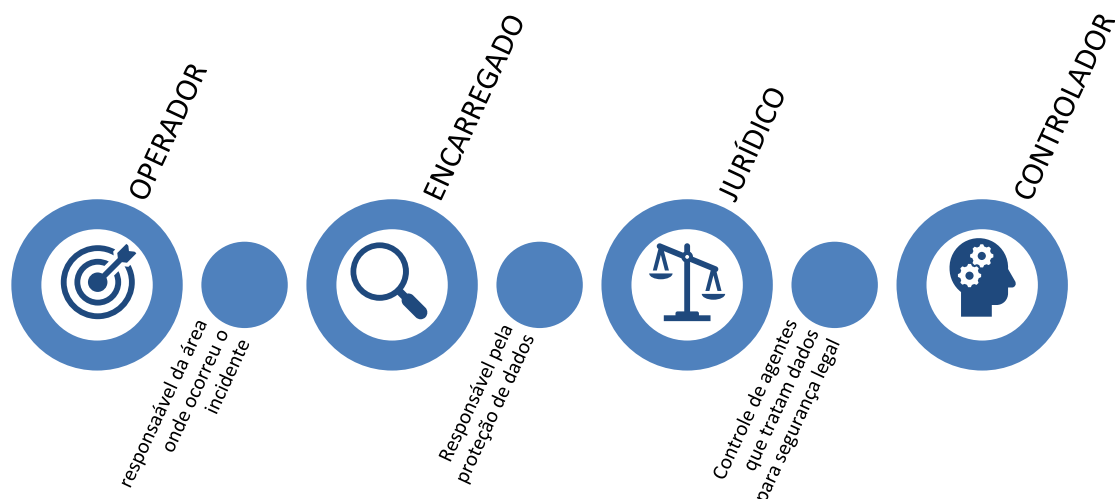 OPERADOR
responsaável da área
onde ocorreu o
incidente
ENCARREGADO
Responsável pela
proteção de dados
JURÍDICO
Controle de agentes
que tratam dados
para segurança legal
CONTROLADOR